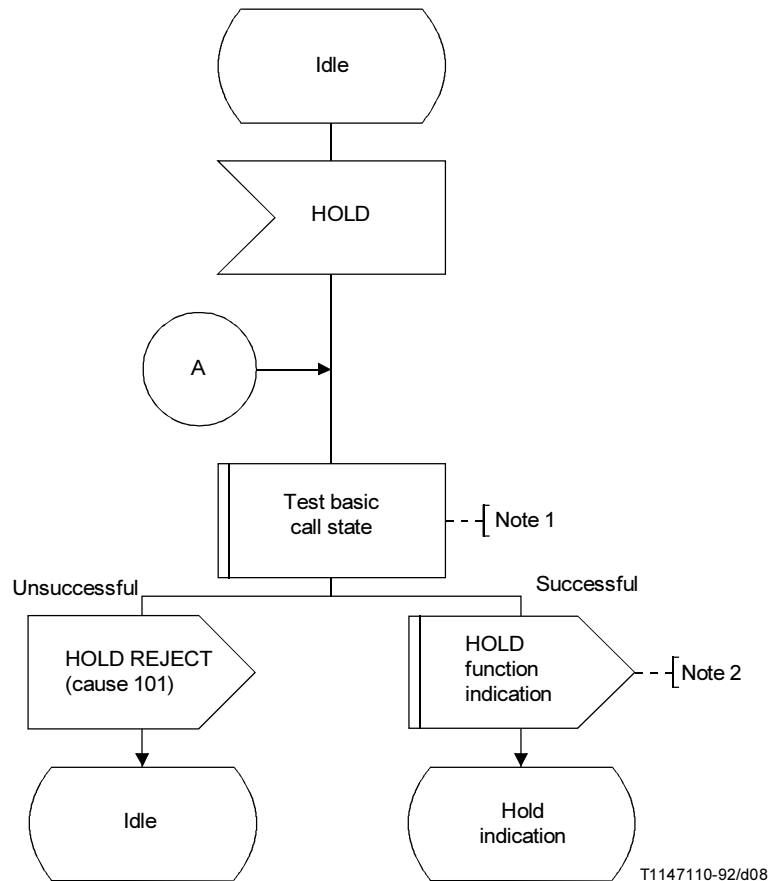 Idle
HOLD
A
Test basic
call state
Note 1
Unsuccessful
Successful
HOLD REJECT
(cause 101)
HOLD
function
indication
Note 2
Idle
Hold
indication
T1147110-92/d08